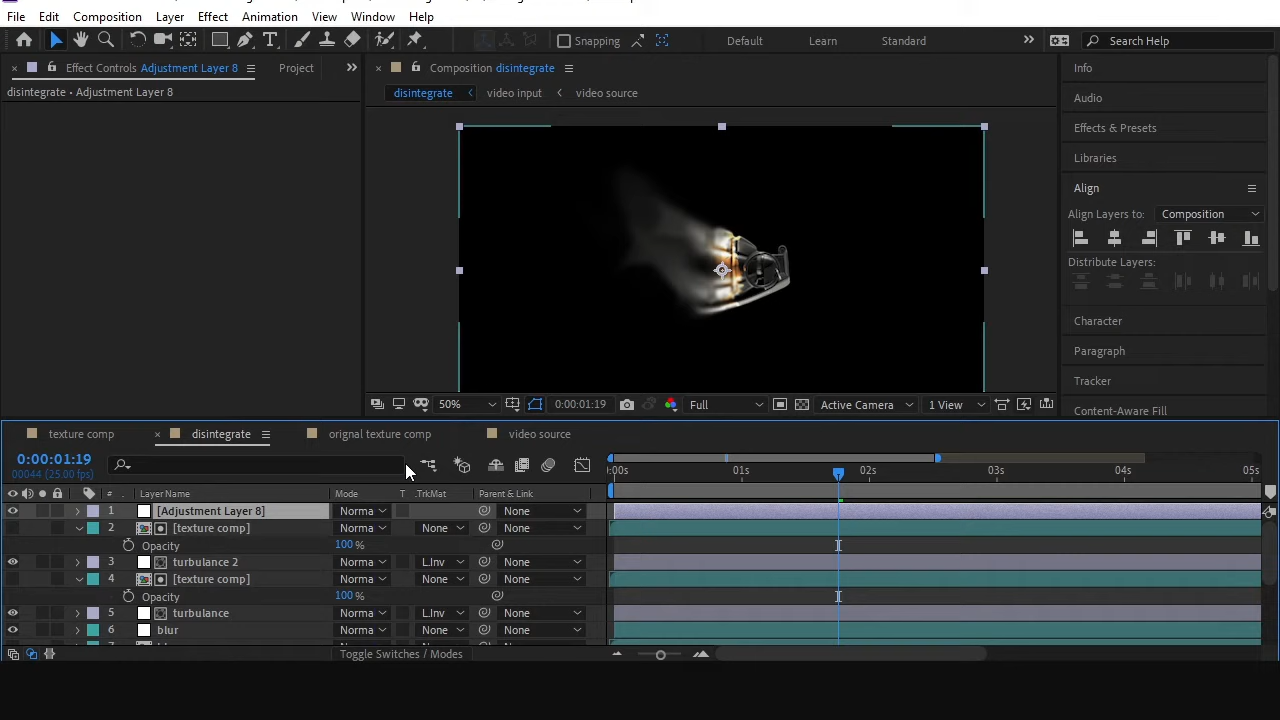 File Edit Composition Layer Effect Animation View Window Help
Snapping Default Learn Standard Search Help
Effect Controls Adjustment Layer 8 Project Composition disintegrate Info
disintegrate • Adjustment Layer 8 disintegrate video input video source Audio
Effects & Presets
Libraries
Align
Align Layers to: Composition
Distribute Layers:
Character
Paragraph
Tracker
50% 0:00:01:19 Full Active Camera 1 View Content-Aware Fill
texture comp disintegrate orignal texture comp video source
0:00:01:19
00044 (25.00 fps) :00s 01s 02s 03s 04s 05s
# Layer Name Mode T .TrkMat Parent & Link
1 [Adjustment Layer 8] Norma None
2 [texture comp] Norma None None
Opacity 100 %
3 turbulance 2 Norma L.Inv None
4 [texture comp] Norma None None
Opacity 100 %
5 turbulance Norma L.Inv None
6 blur Norma None None
Toggle Switches / Modes